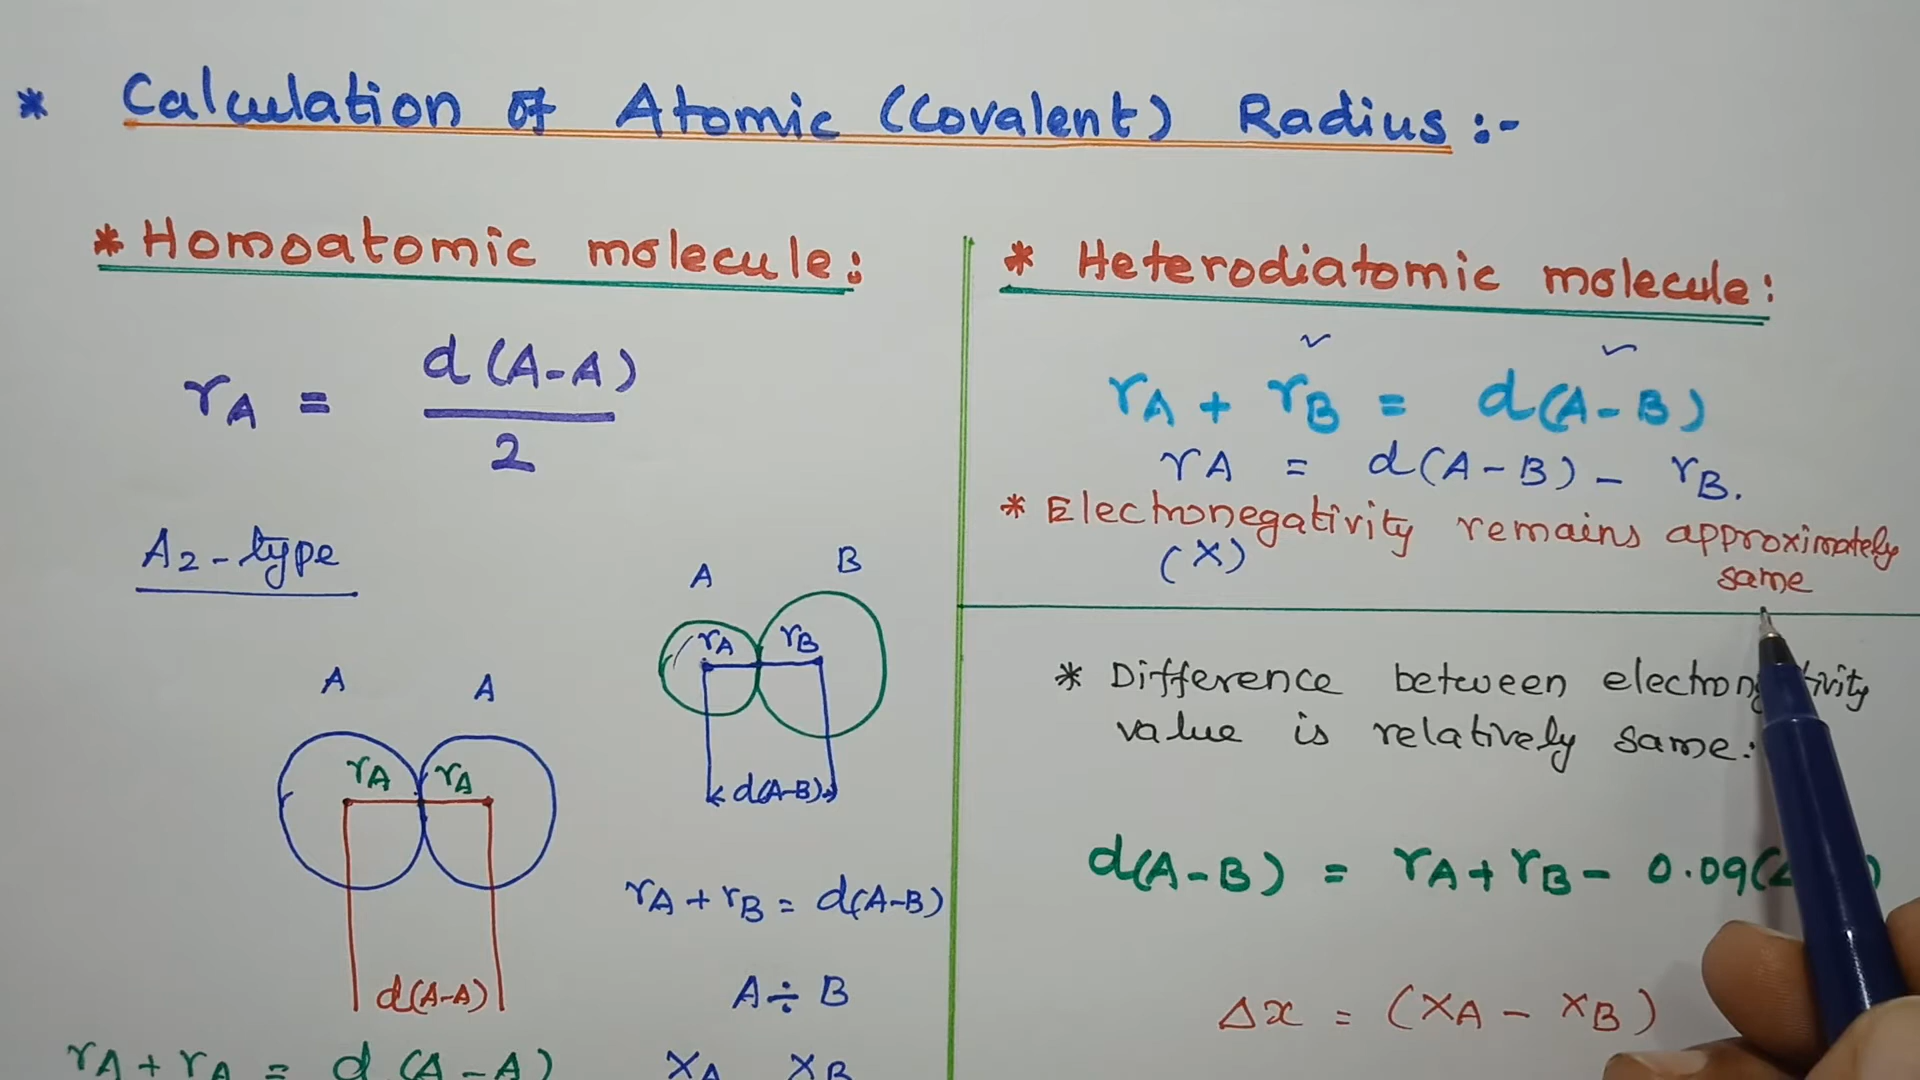 * Calculation of Atomic (Covalent) Radius :-
* Homoatomic molecule:
rA = d(A-A)
2
A2-type
A A
rA rA
d(A-A)
rA + rA = d(A-A)
A B
rA rB
d(A-B)
rA + rB = d(A-B)
A ÷ B
XA XB
* Heterodiatomic molecule:
rA + rB = d(A-B)
rA = d(A-B) - rB.
* Electronegativity remains approximately
(X) same
* Difference between
value is relatively same.
d(A-B) = rA + rB - 0.09(
Δx = (XA - XB)